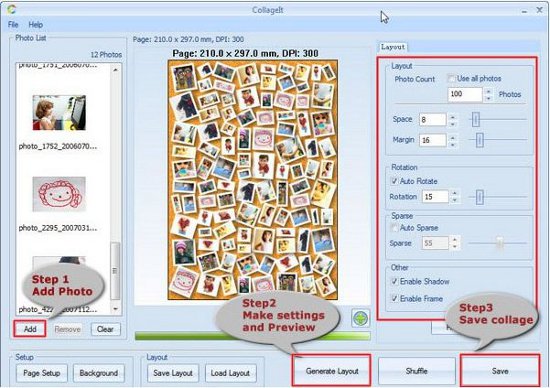 CollageIt
File Help
Photo List
12 Photos
photo_1751_2006070...
photo_1752_2006070...
photo_2295_2007031...
Step 1
Add Photo
Add Remove Clear
Page: 210.0 x 297.0 mm, DPI: 300
Page: 210.0 x 297.0 mm, DPI: 300
Step2
Make settings
and Preview
Layout
Layout
Photo Count Use all photos
100 Photos
Space 8
Margin 16
Rotation
Auto Rotate
Rotation 15
Sparse
Auto Sparse
Sparse 55
Other
Enable Shadow
Enable Frame
Step3
Save collage
Setup
Page Setup Background
Layout
Save Layout Load Layout
Generate Layout Shuffle Save